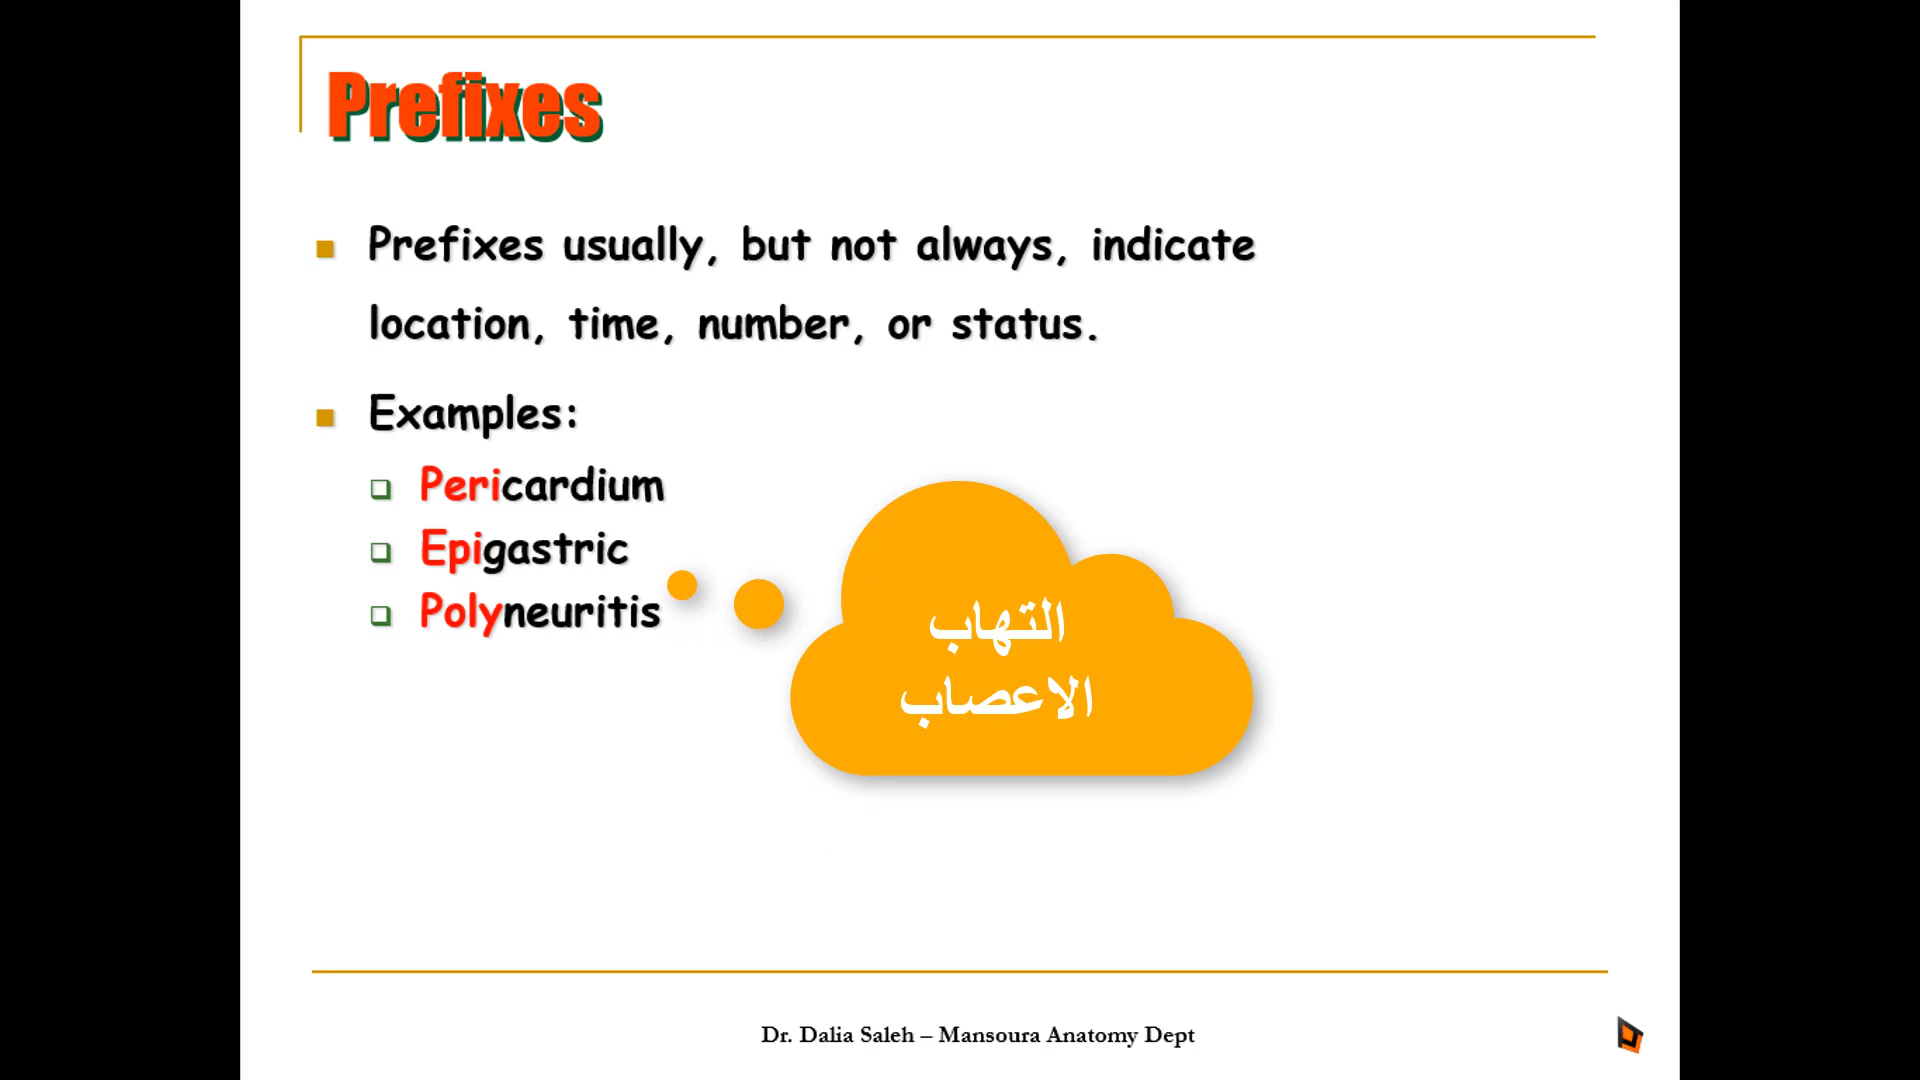 Prefixes
Prefixes usually, but not always, indicate
location, time, number, or status.
Examples:
Pericardium
Epigastric
Polyneuritis
التهاب
الاعصاب
Dr. Dalia Saleh – Mansoura Anatomy Dept